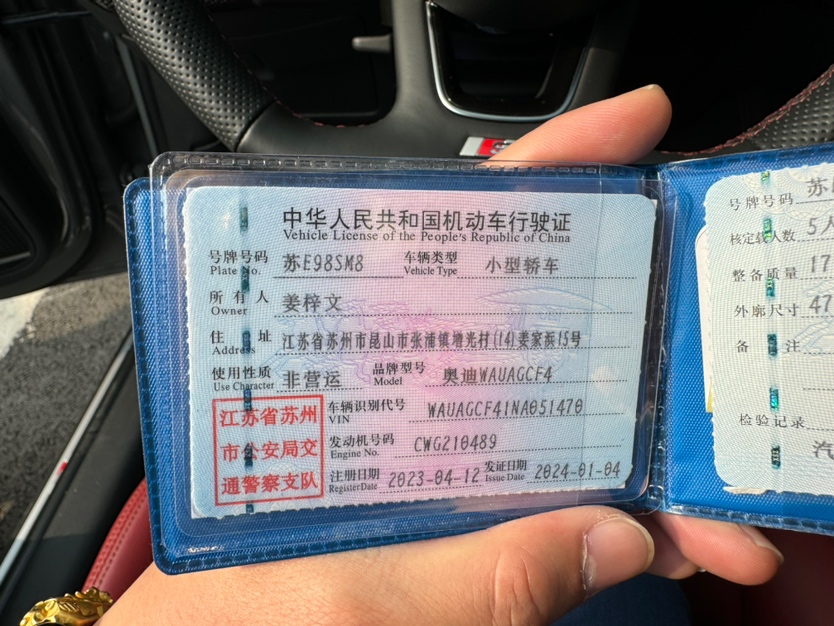 中华人民共和国机动车行驶证
Vehicle License of the People's Republic of China
号牌号码 苏E98SM8 车辆类型 小型轿车
Plate No. Vehicle Type
所有人 姜梓文
Owner
住址 江苏省苏州市昆山市张浦镇增光村(14)姜家浜15号
Address
使用性质 非营运 品牌型号 奥迪WAUAGCF4
Use Character Model
江苏省苏州
市公安局交
通警察支队
车辆识别代号 WAUAGCF41NA051470
VIN
发动机号码 CWG210489
Engine No.
注册日期 2023-04-12 发证日期 2024-01-04
Register Date Issue Date
号牌号码 苏
核定载人数 5人
整备质量 17
外廓尺寸 47
备注
检验记录
汽